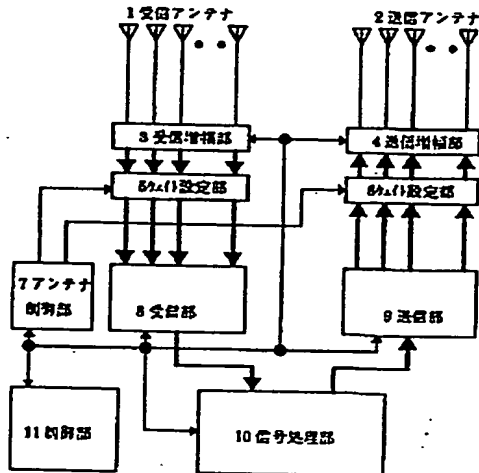 1受信アンテナ
2送信アンテナ
3受信増幅部
4送信増幅部
5ウェイト設定部
6ウェイト設定部
7アンテナ
制御部
8受信部
9送信部
10信号処理部
11制御部